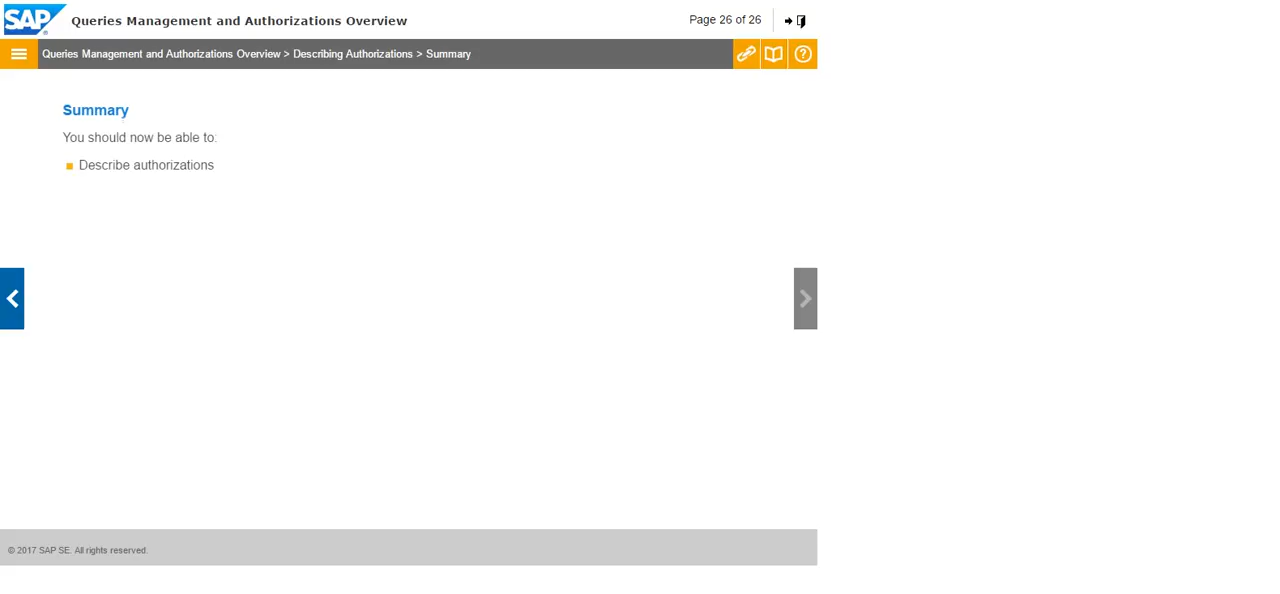 SAP ®
Queries Management and Authorizations Overview
Page 26 of 26
Queries Management and Authorizations Overview > Describing Authorizations > Summary
Summary
You should now be able to:
Describe authorizations
© 2017 SAP SE. All rights reserved.